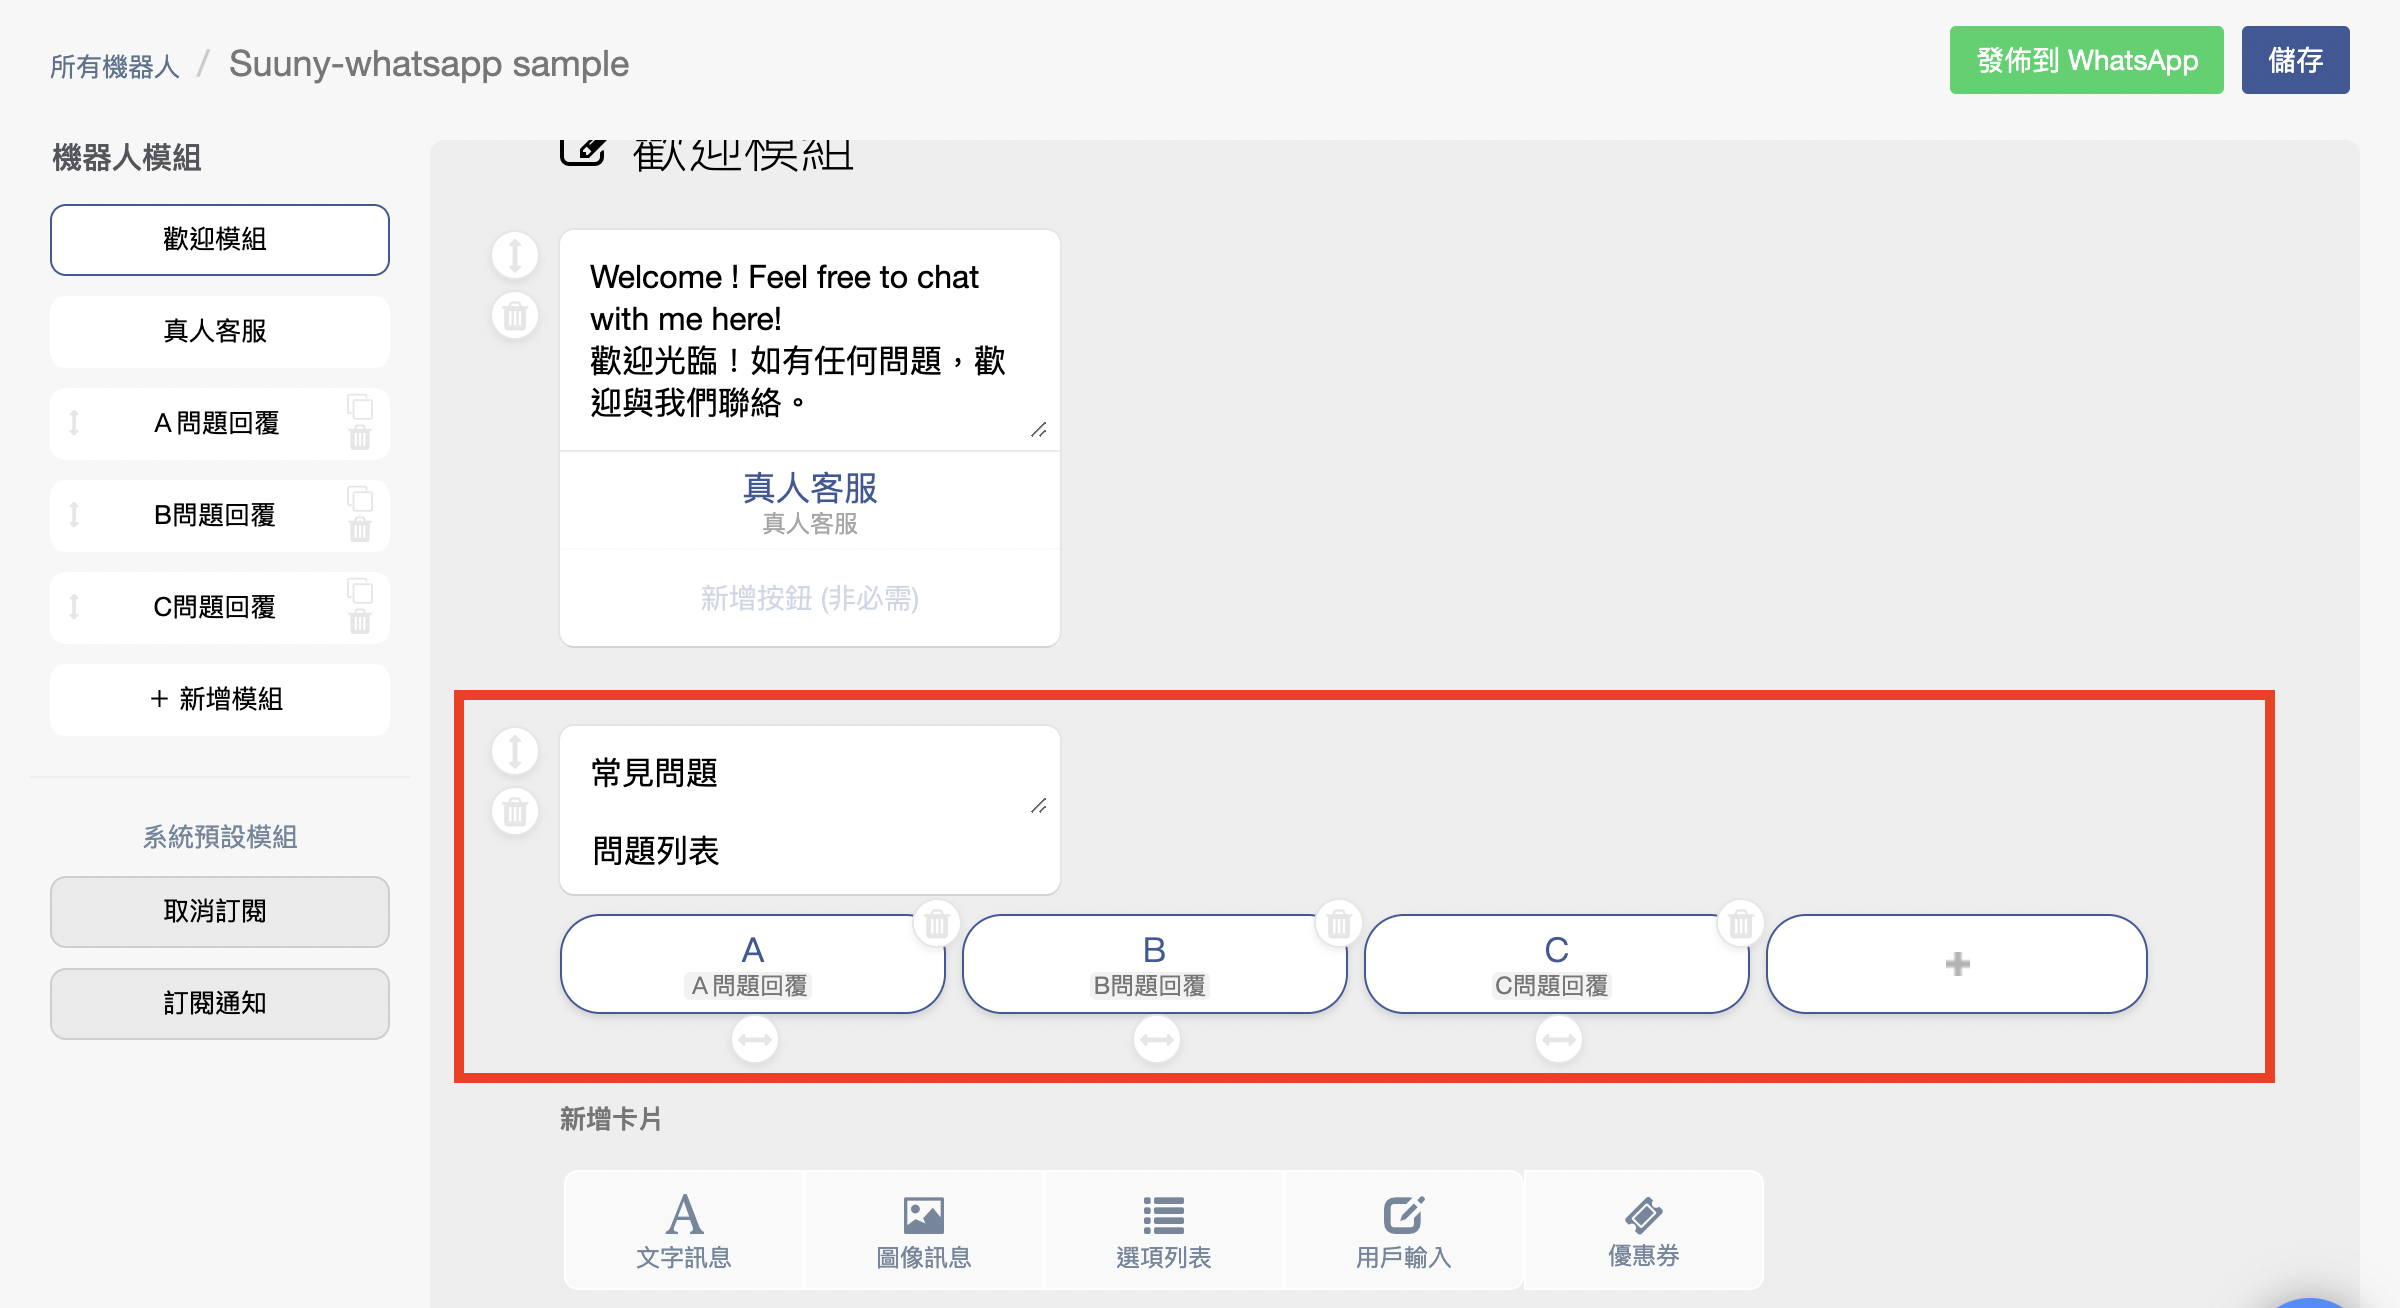 所有機器人 / Suuny-whatsapp sample
發佈到 WhatsApp
儲存
機器人模組
歡迎模組
真人客服
A 問題回覆
B問題回覆
C問題回覆
+ 新增模組
系統預設模組
取消訂閱
訂閱通知
歡迎模組
Welcome ! Feel free to chat
with me here!
歡迎光臨！如有任何問題，歡
迎與我們聯絡。
真人客服
真人客服
新增按鈕 (非必需)
常見問題
問題列表
A
A 問題回覆
B
B問題回覆
C
C問題回覆
新增卡片
文字訊息
圖像訊息
選項列表
用戶輸入
優惠券